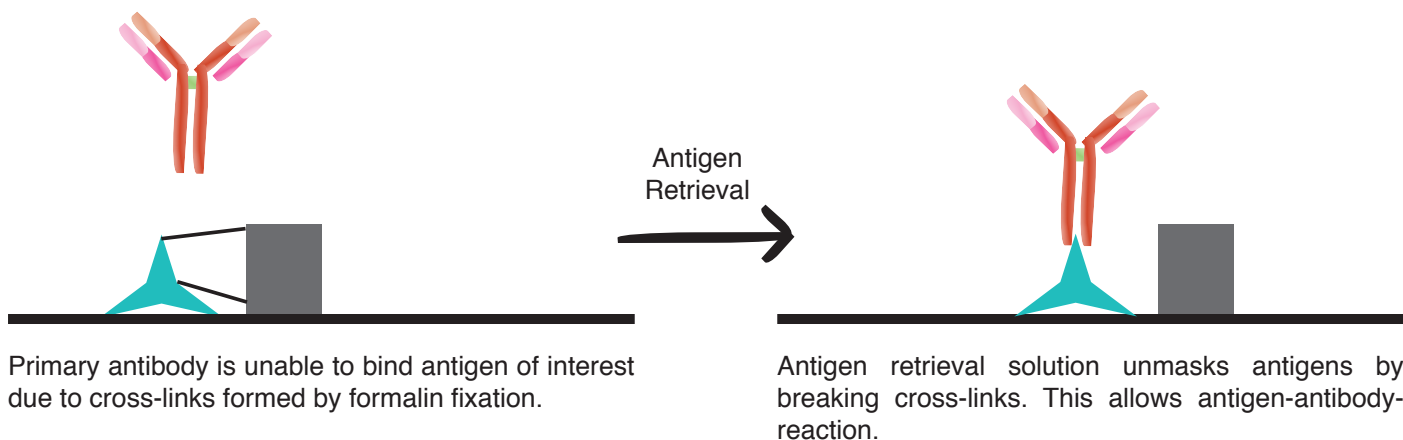 Antigen
Retrieval
Primary antibody is unable to bind antigen of interest
due to cross-links formed by formalin fixation.
Antigen retrieval solution unmasks antigens by
breaking cross-links. This allows antigen-antibody-
reaction.